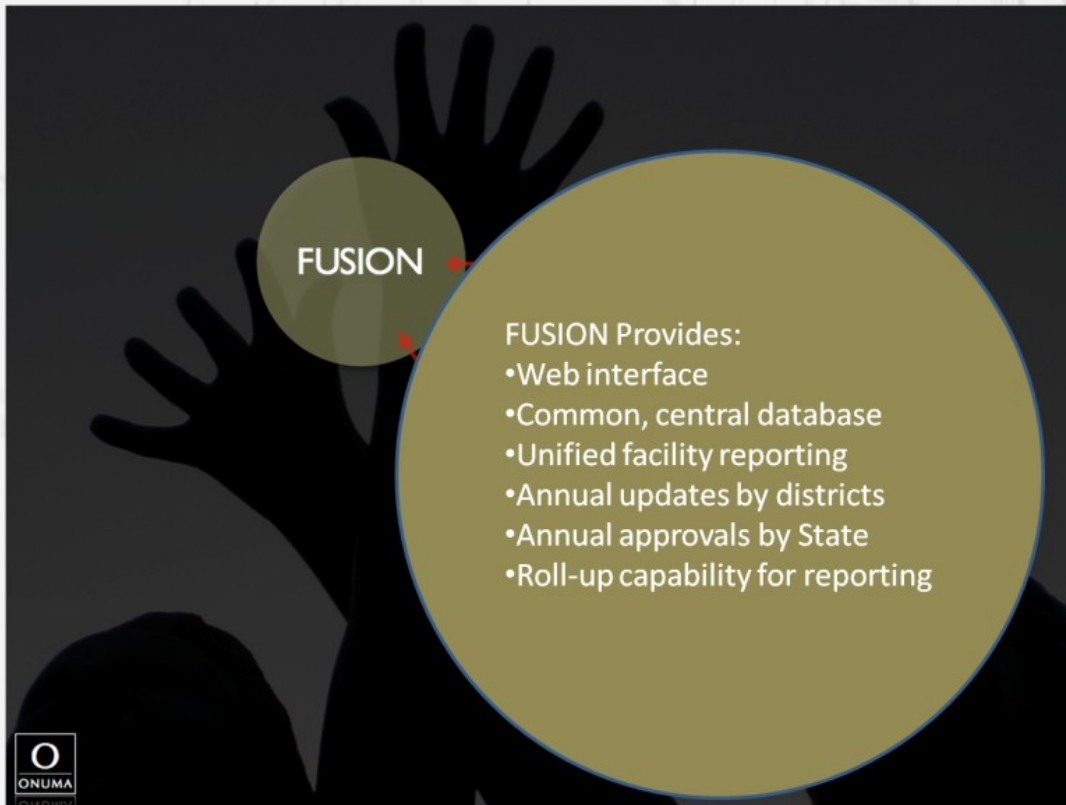 FUSION
FUSION Provides:
•Web interface
•Common, central database
•Unified facility reporting
•Annual updates by districts
•Annual approvals by State
•Roll-up capability for reporting
O
ONUMA